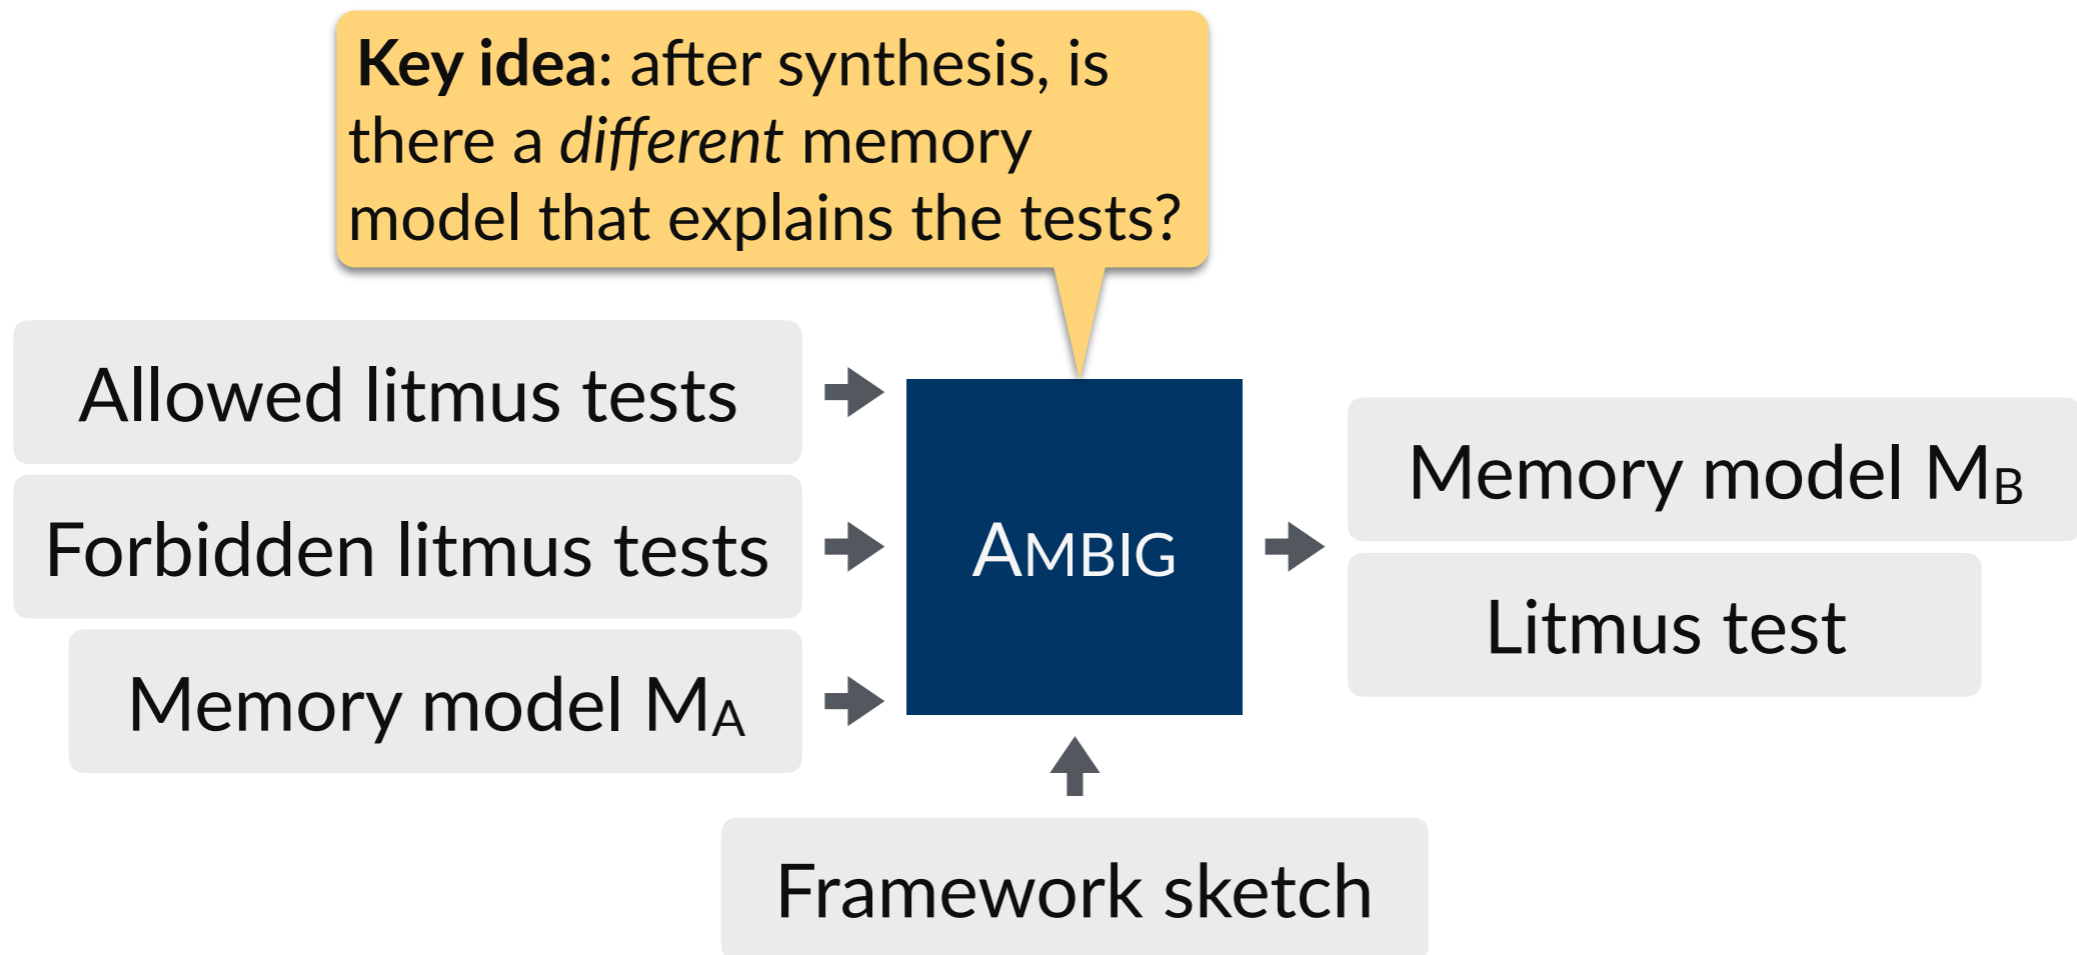 Key idea: after synthesis, is
there a different memory
model that explains the tests?
Allowed litmus tests
Forbidden litmus tests
Memory model MA
AMBIG
Memory model MB
Litmus test
Framework sketch